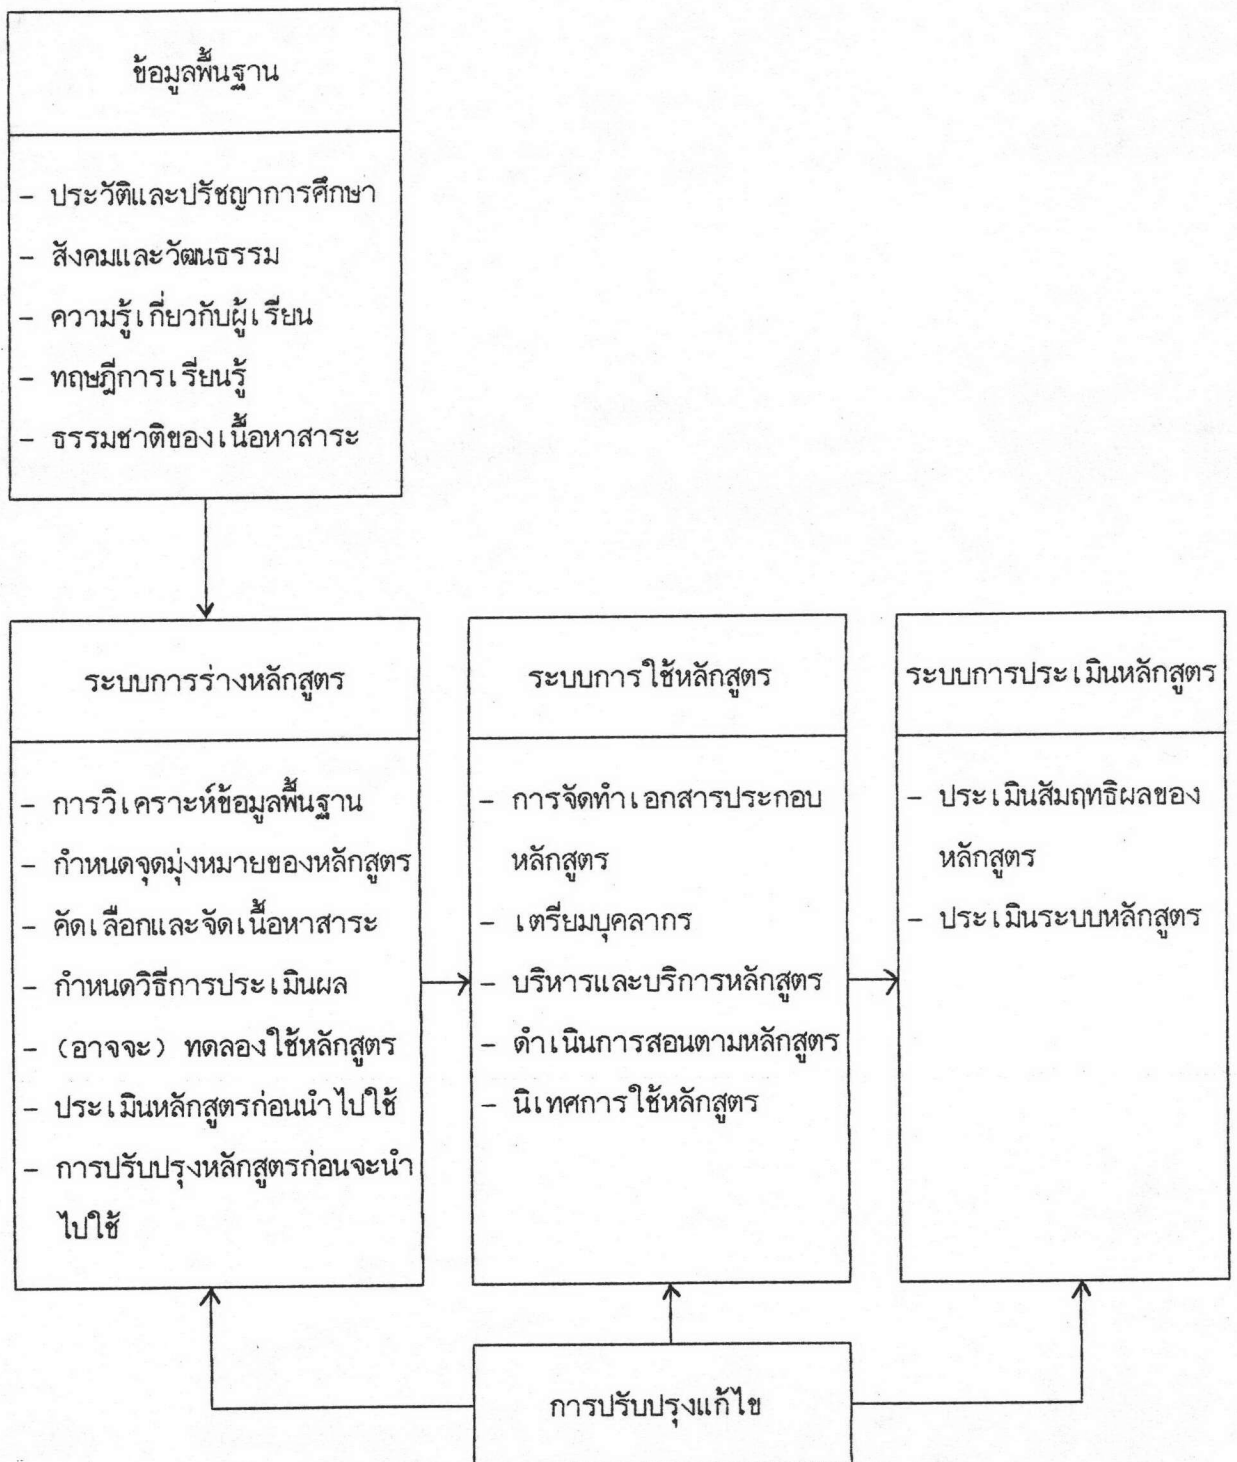 ข้อมูลพื้นฐาน
- ประวัติและปรัชญาการศึกษา
- สังคมและวัฒนธรรม
- ความรู้เกี่ยวกับผู้เรียน
- ทฤษฎีการเรียนรู้
- ธรรมชาติของเนื้อหาสาระ
ระบบการร่างหลักสูตร
- การวิเคราะห์ข้อมูลพื้นฐาน
- กำหนดจุดมุ่งหมายของหลักสูตร
- คัดเลือกและจัดเนื้อหาสาระ
- กำหนดวิธีการประเมินผล
- (อาจจะ) ทดลองใช้หลักสูตร
- ประเมินหลักสูตรก่อนนำไปใช้
- การปรับปรุงหลักสูตรก่อนจะนำ
ไปใช้
ระบบการใช้หลักสูตร
- การจัดทำเอกสารประกอบ
หลักสูตร
- เตรียมบุคลากร
- บริหารและบริการหลักสูตร
- ดำเนินการสอนตามหลักสูตร
- นิเทศการใช้หลักสูตร
ระบบการประเมินหลักสูตร
- ประเมินสัมฤทธิผลของ
หลักสูตร
- ประเมินระบบหลักสูตร
การปรับปรุงแก้ไข